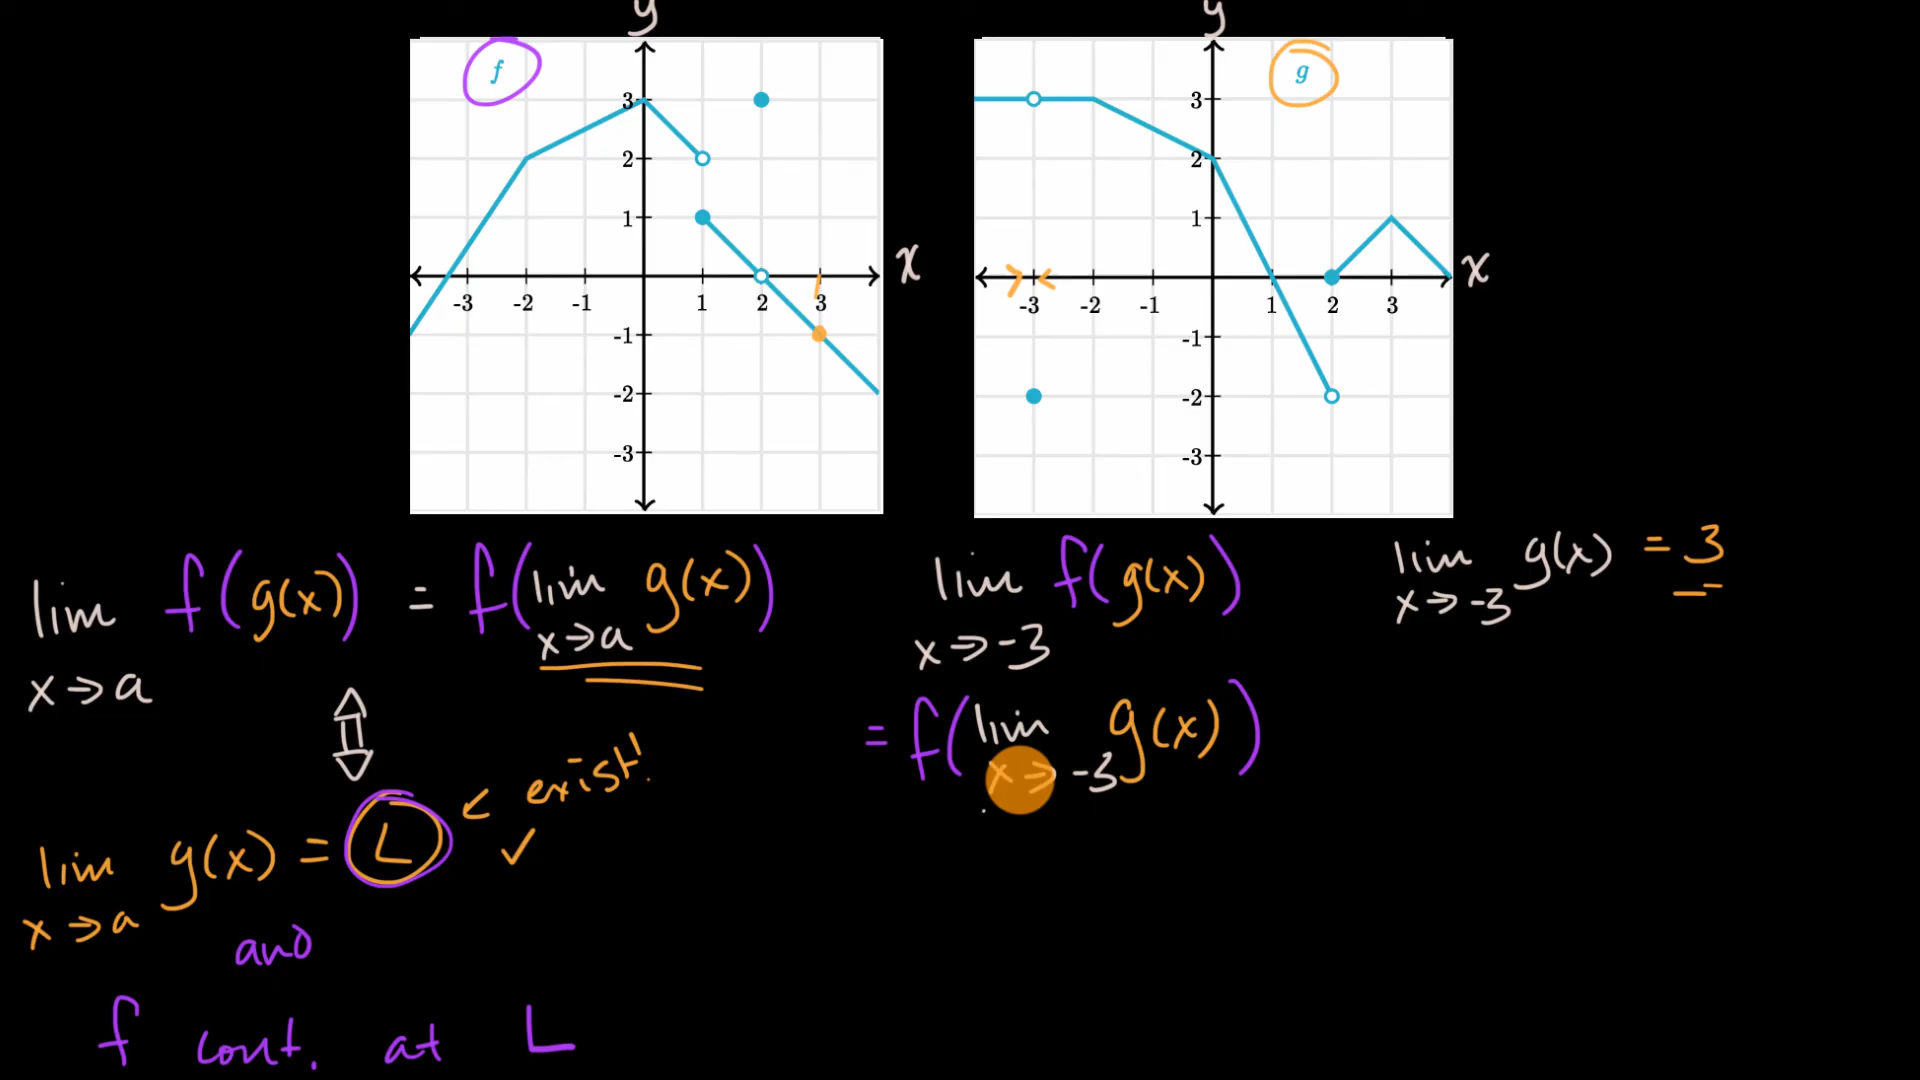 y
f
3
2
1
-3 -2 -1 1 2 3
-1
-2
-3
x
y
g
3
2
1
-3 -2 -1 1 2 3
-1
-2
-3
x
lim f(g(x)) = f(lim g(x))
x→a x→a
⇕
lim g(x) = L ← exist! ✓
x→a
and
f cont. at L
lim f(g(x))
x→-3
= f(lim g(x))
x→-3
lim g(x) = 3
x→-3